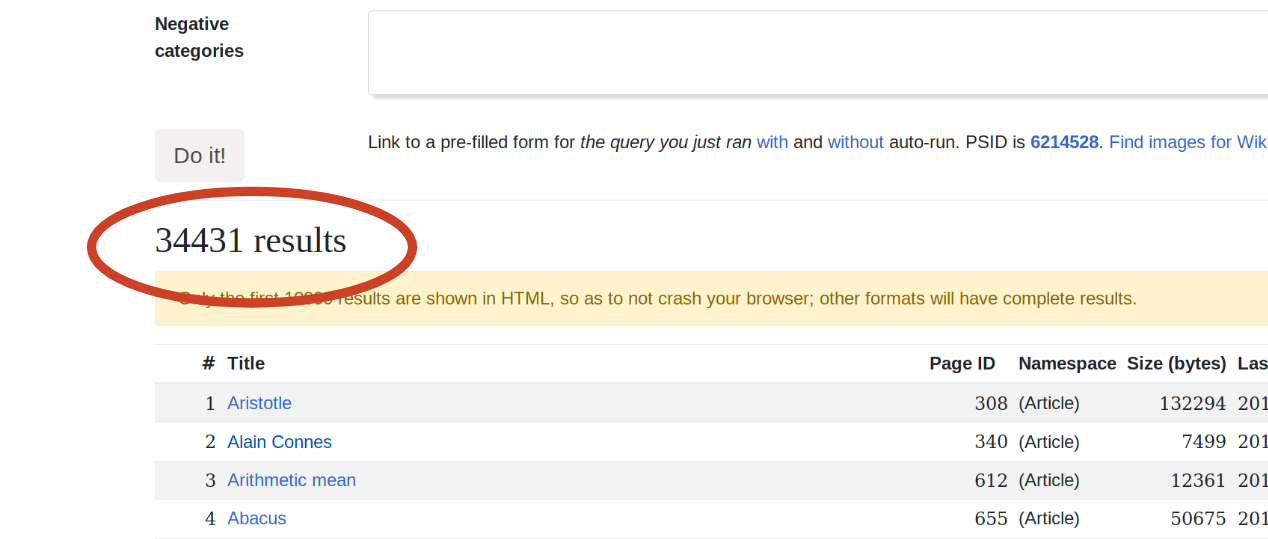 Negative
categories
Do it!
Link to a pre-filled form for the query you just ran with and without auto-run. PSID is 6214528. Find images for Wik
34431 results
Only the first 10000 results are shown in HTML, so as to not crash your browser; other formats will have complete results.
# Title Page ID Namespace Size (bytes) Las
1 Aristotle 308 (Article) 132294 201
2 Alain Connes 340 (Article) 7499 201
3 Arithmetic mean 612 (Article) 12361 201
4 Abacus 655 (Article) 50675 201